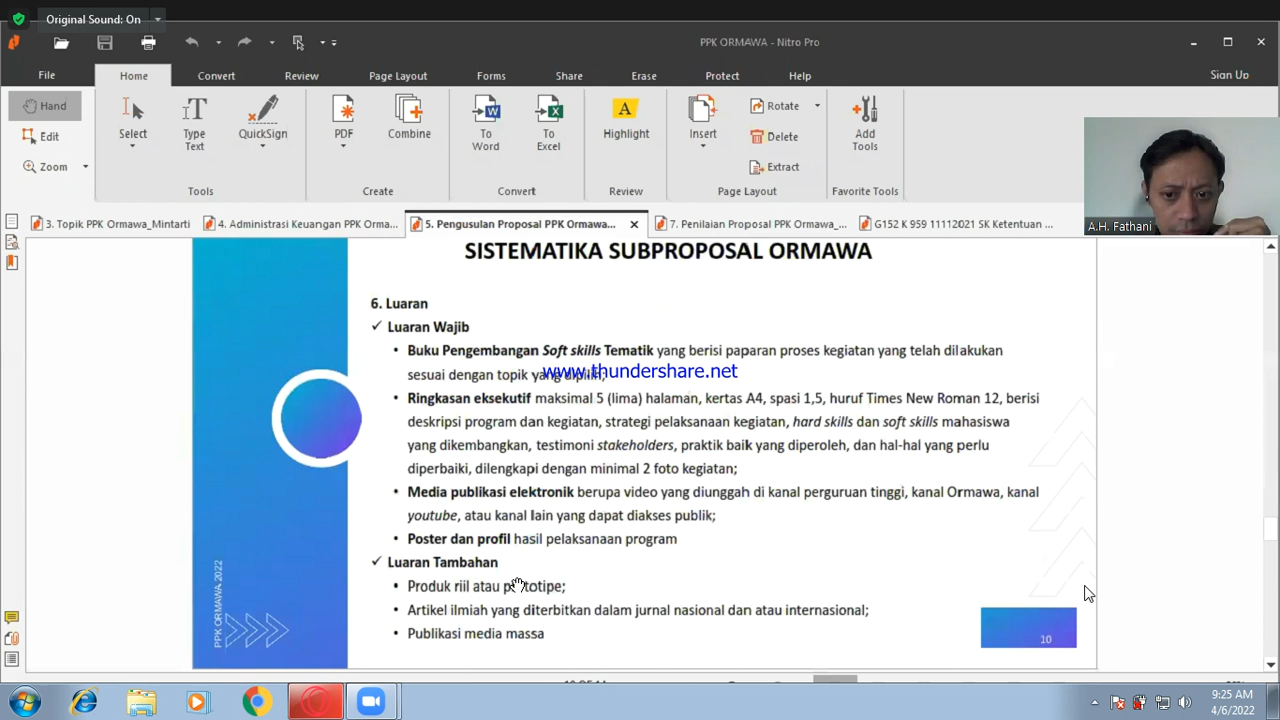 Original Sound: On
PPK ORMAWA - Nitro Pro
File
Home
Convert
Review
Page Layout
Forms
Share
Erase
Protect
Help
Sign Up
Hand
Edit
Zoom
Select
Type Text
QuickSign
PDF
Combine
To Word
To Excel
Highlight
Insert
Rotate
Delete
Extract
Add Tools
Tools
Create
Convert
Review
Page Layout
Favorite Tools
A.H. Fathani
3. Topik PPK Ormawa_Mintarti
4. Administrasi Keuangan PPK Orma...
5. Pengusulan Proposal PPK Ormawa...
7. Penilaian Proposal PPK Ormawa_...
G152 K 959 11112021 SK Ketentuan ...
SISTEMATIKA SUBPROPOSAL ORMAWA
6. Luaran
✓ Luaran Wajib
• Buku Pengembangan Soft skills Tematik yang berisi paparan proses kegiatan yang telah dilakukan
sesuai dengan topik yang dipilih;
www.thundershare.net
• Ringkasan eksekutif maksimal 5 (lima) halaman, kertas A4, spasi 1,5, huruf Times New Roman 12, berisi
deskripsi program dan kegiatan, strategi pelaksanaan kegiatan, hard skills dan soft skills mahasiswa
yang dikembangkan, testimoni stakeholders, praktik baik yang diperoleh, dan hal-hal yang perlu
diperbaiki, dilengkapi dengan minimal 2 foto kegiatan;
• Media publikasi elektronik berupa video yang diunggah di kanal perguruan tinggi, kanal Ormawa, kanal
youtube, atau kanal lain yang dapat diakses publik;
• Poster dan profil hasil pelaksanaan program
✓ Luaran Tambahan
• Produk riil atau prototipe;
• Artikel ilmiah yang diterbitkan dalam jurnal nasional dan atau internasional;
• Publikasi media massa
PPK ORMAWA 2022
10
9:25 AM
4/6/2022